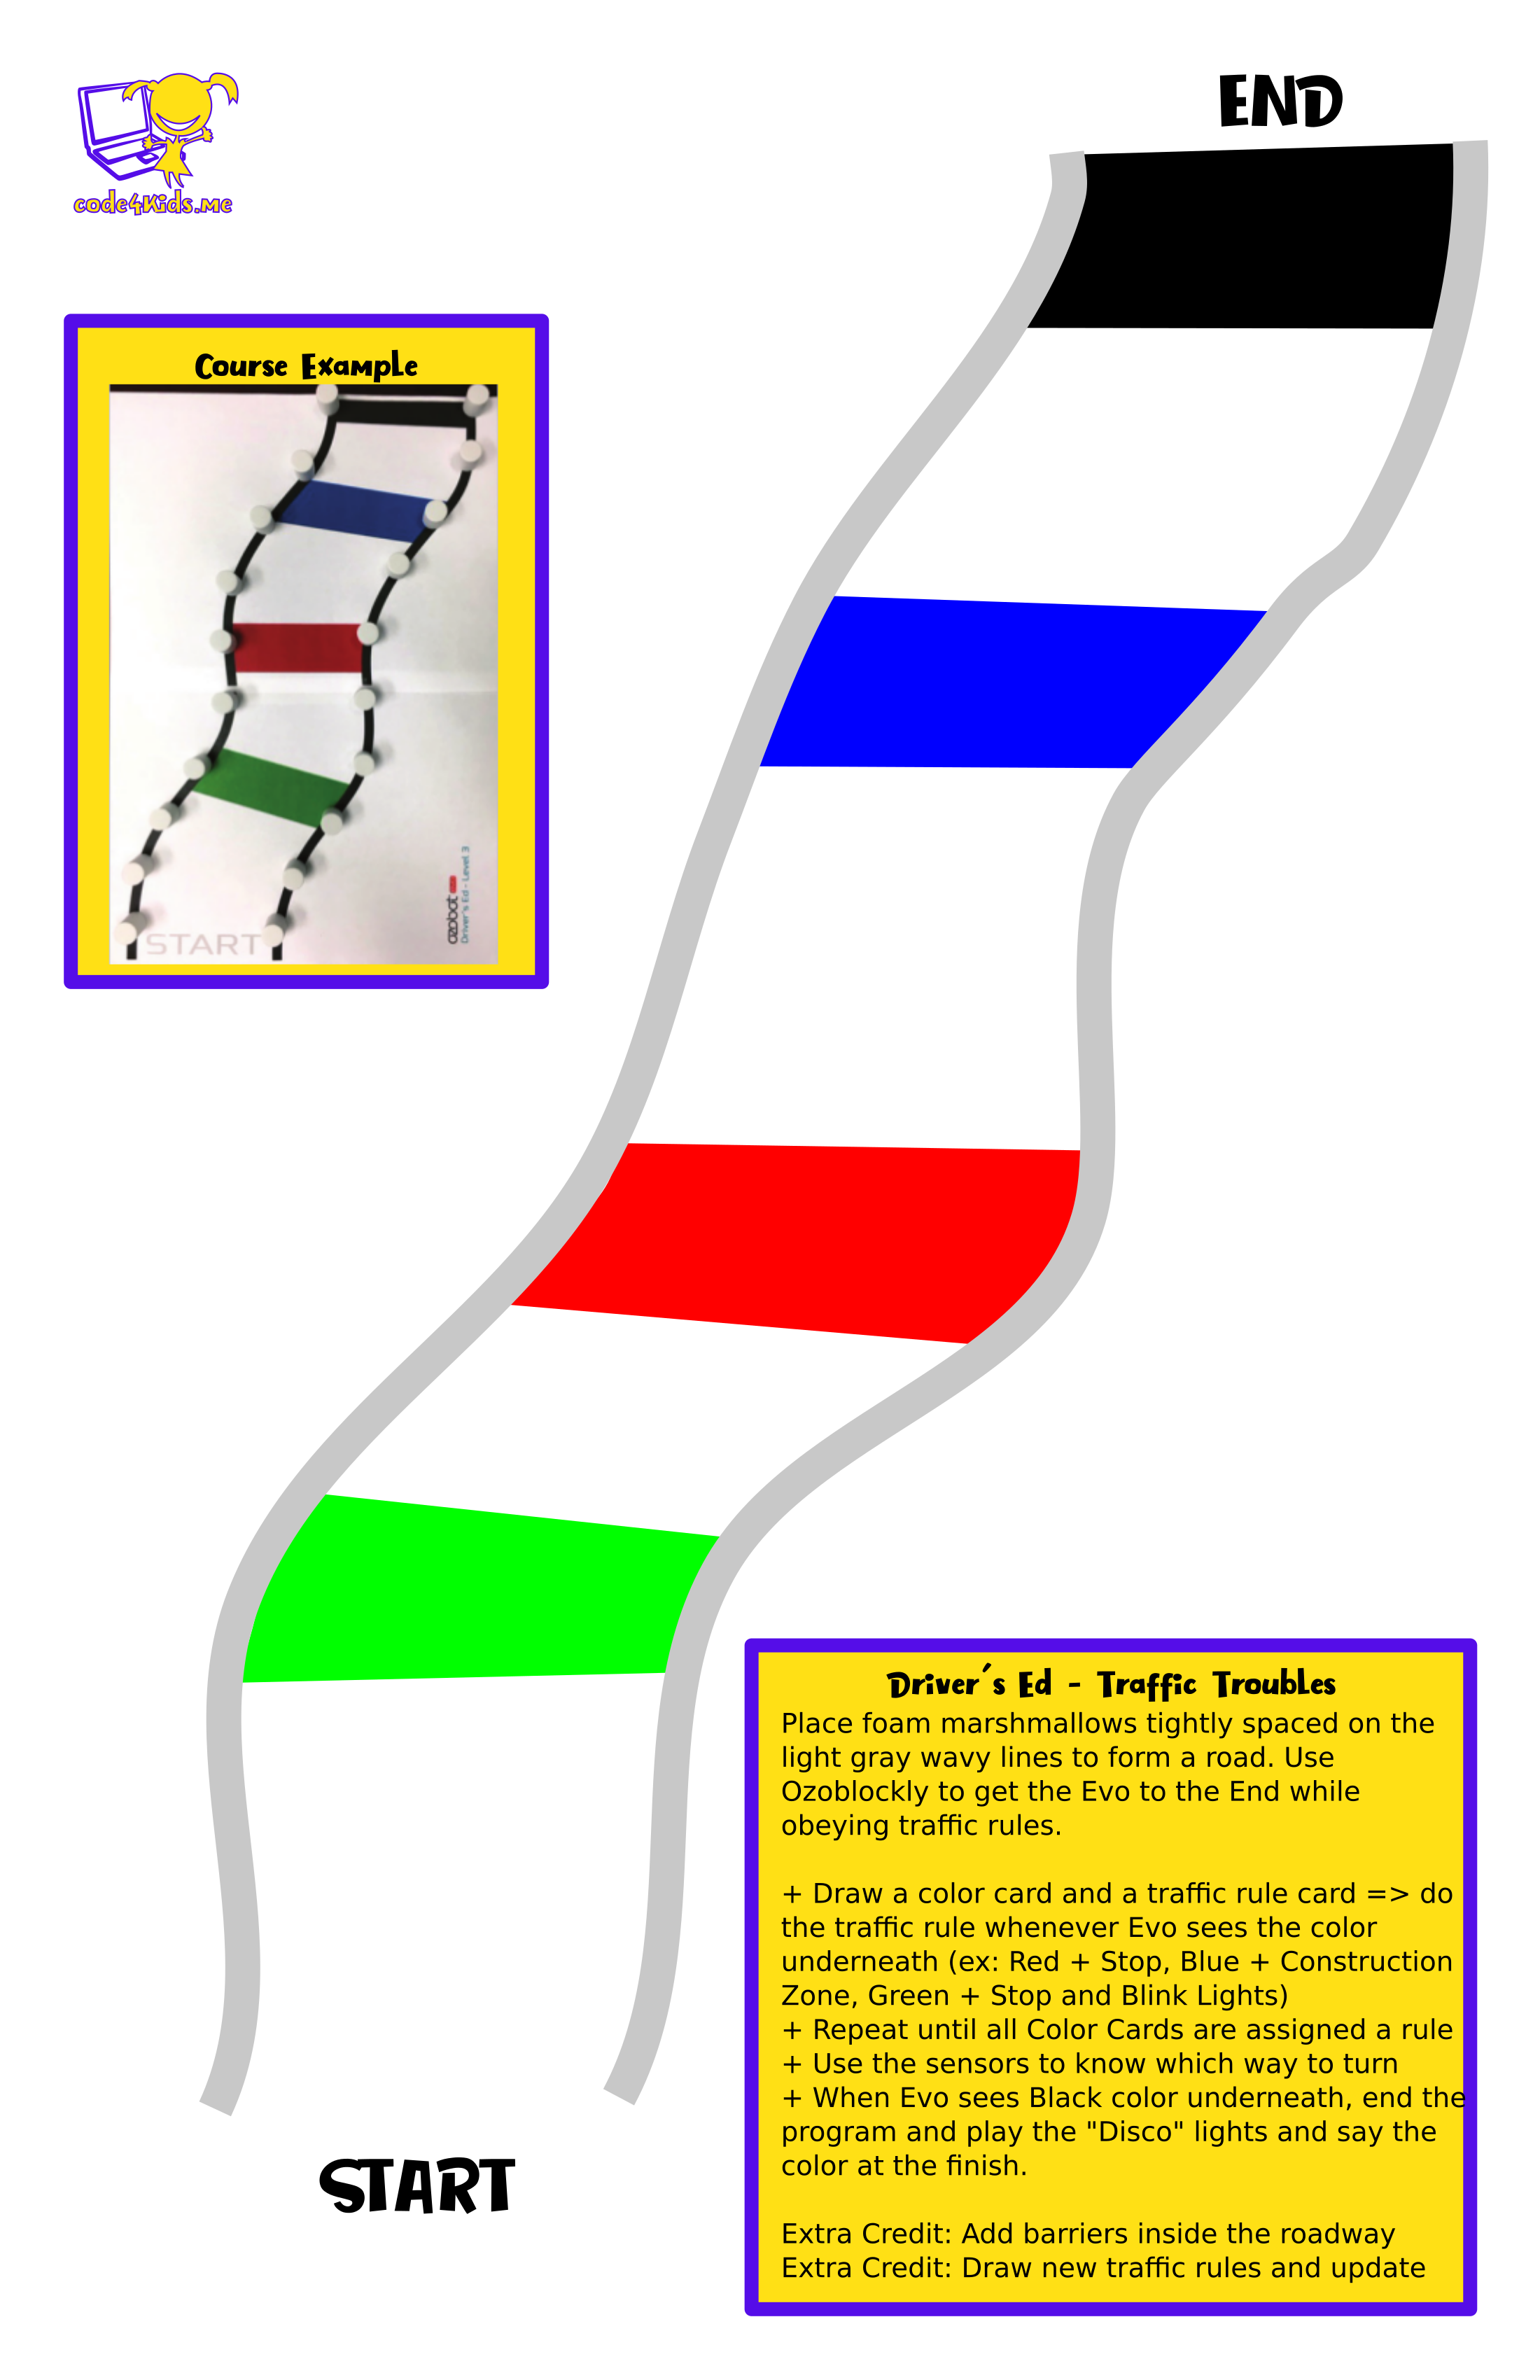 END
code4Kids.me
Course Example
START
ozobot
Driver's Ed - Level 3
Driver's Ed - Traffic Troubles
Place foam marshmallows tightly spaced on the
light gray wavy lines to form a road. Use
Ozoblockly to get the Evo to the End while
obeying traffic rules.
+ Draw a color card and a traffic rule card => do
the traffic rule whenever Evo sees the color
underneath (ex: Red + Stop, Blue + Construction
Zone, Green + Stop and Blink Lights)
+ Repeat until all Color Cards are assigned a rule
+ Use the sensors to know which way to turn
+ When Evo sees Black color underneath, end the
program and play the "Disco" lights and say the
color at the finish.
Extra Credit: Add barriers inside the roadway
Extra Credit: Draw new traffic rules and update
START